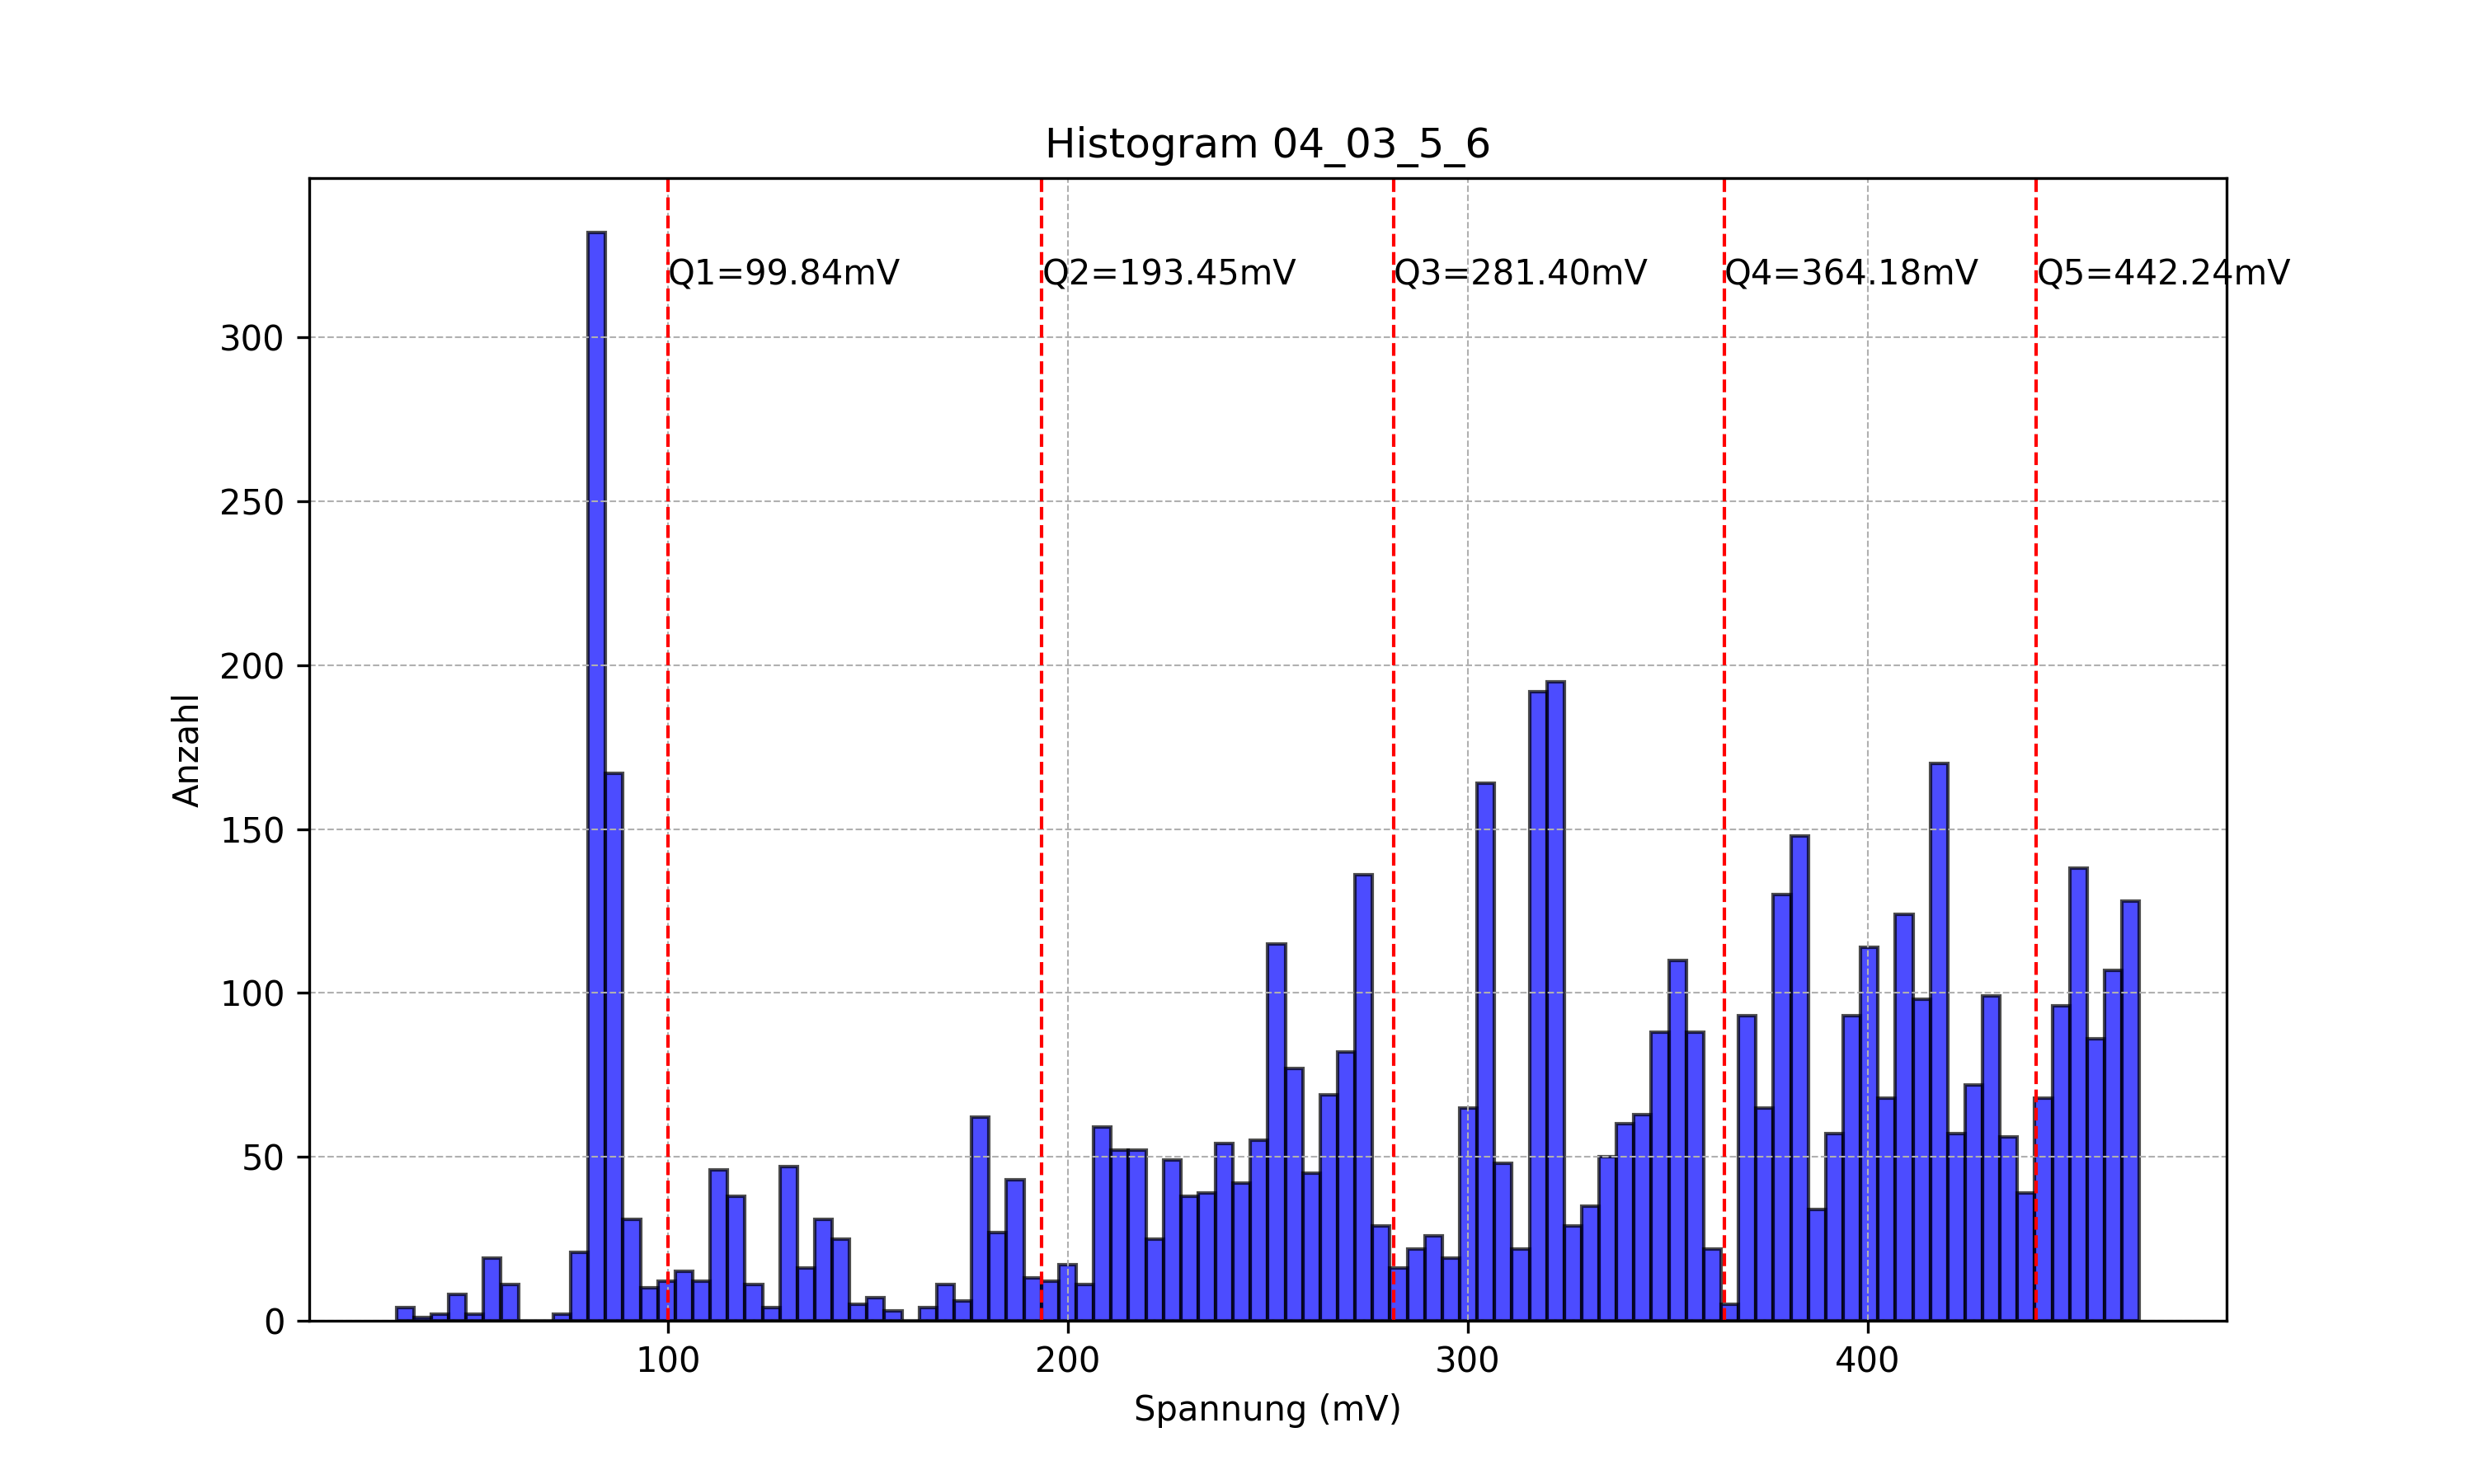 Histogram 04_03_5_6
Q1=99.84mV
Q2=193.45mV
Q3=281.40mV
Q4=364.18mV
Q5=442.24mV
300
250
200
150
100
50
0
Anzahl
100
200
300
400
Spannung (mV)